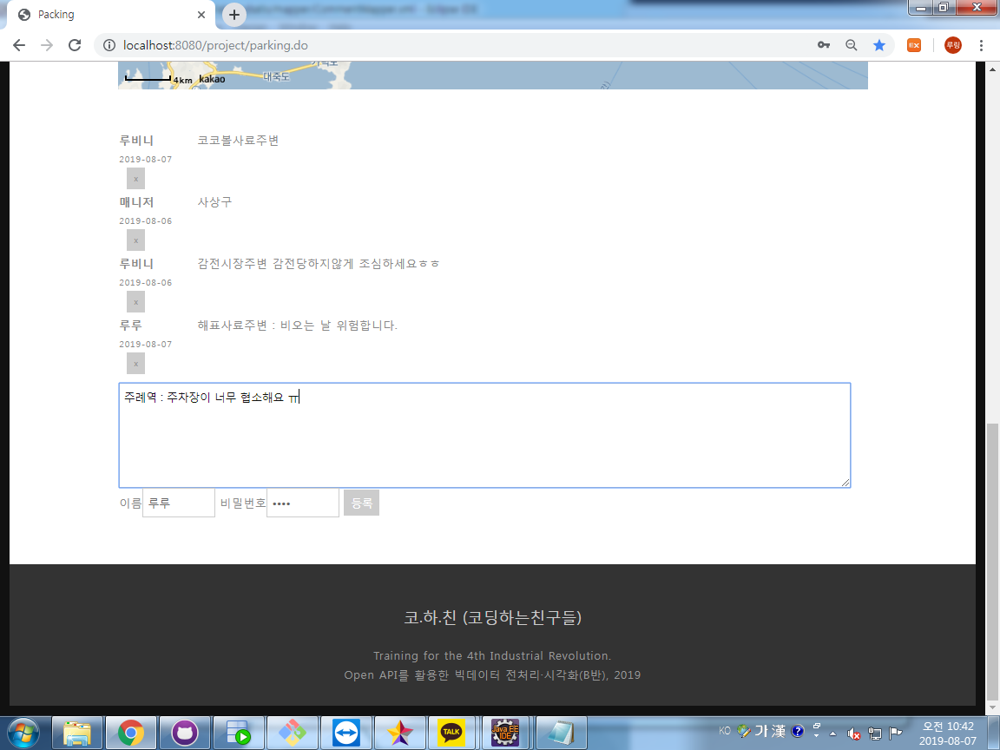 Packing
localhost:8080/project/parking.do
루링
4km kakao 대죽도
루비니 코코볼사료주변
2019-08-07
x
매니저 사상구
2019-08-06
x
루비니 감전시장주변 감전당하지않게 조심하세요ㅎㅎ
2019-08-06
x
루루 해표사료주변 : 비오는 날 위험합니다.
2019-08-07
x
주례역 : 주차장이 너무 협소해요 ㅠ
이름 루루 비밀번호 •••• 등록
코.하.친 (코딩하는친구들)
Training for the 4th Industrial Revolution.
Open API를 활용한 빅데이터 전처리·시각화(B반), 2019
TALK
Java EE
IDE
KO 가 漢
오전 10:42
2019-08-07